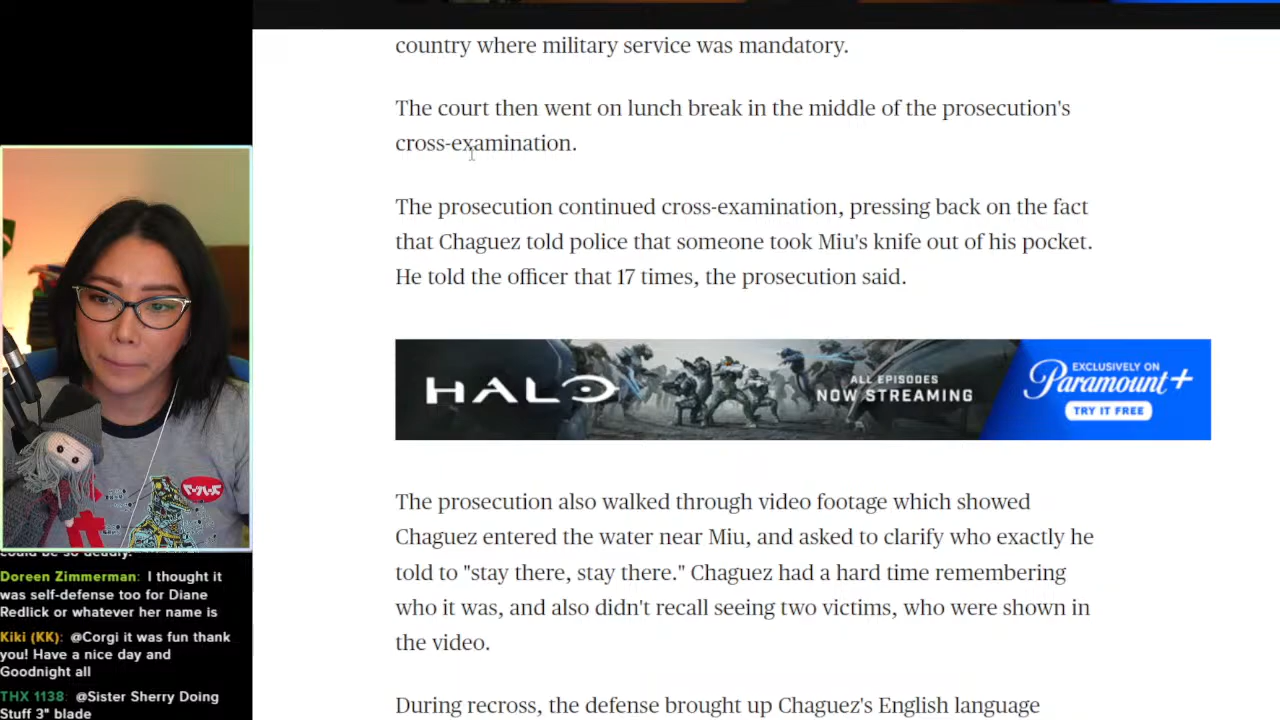 country where military service was mandatory.
The court then went on lunch break in the middle of the prosecution's
cross-examination.
The prosecution continued cross-examination, pressing back on the fact
that Chaguez told police that someone took Miu's knife out of his pocket.
He told the officer that 17 times, the prosecution said.
HALO
ALL EPISODES
NOW STREAMING
EXCLUSIVELY ON
Paramount+
TRY IT FREE
The prosecution also walked through video footage which showed
Chaguez entered the water near Miu, and asked to clarify who exactly he
told to "stay there, stay there." Chaguez had a hard time remembering
who it was, and also didn't recall seeing two victims, who were shown in
the video.
During recross, the defense brought up Chaguez's English language
could be so deadly.
Doreen Zimmerman: I thought it
was self-defense too for Diane
Redlick or whatever her name is
Kiki (KK): @Corgi it was fun thank
you! Have a nice day and
Goodnight all
THX 1138: @Sister Sherry Doing
Stuff 3" blade